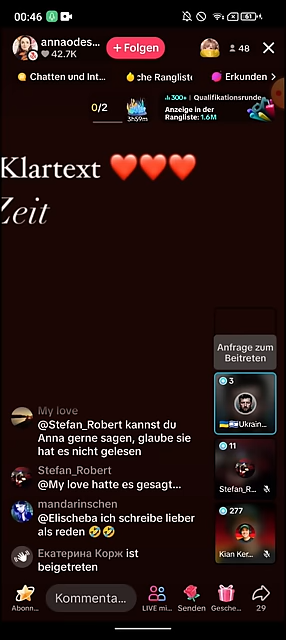 00:46
61
annaodes...
42.7K
+ Folgen
48
Chatten und Int...
che Rangliste
Erkunden
0/2
3h59m
300+ | Qualifikationsrunde
Anzeige in der
Rangliste: 1.6M
Klartext ❤️❤️❤️
Zeit
Anfrage zum
Beitreten
3
🇺🇦🇮🇱Ukrain...
11
Stefan_R...
277
Kian Ker...
My love
@Stefan_Robert kannst du
Anna gerne sagen, glaube sie
hat es nicht gelesen
Stefan_Robert
@My love hatte es gesagt...
mandarinschen
@Elischeba ich schreibe lieber
als reden 🤣🤣
Екатерина Корж ist
beigetreten
Kommenta...
Abonn...
LIVE mi...
Senden
Gesche...
29